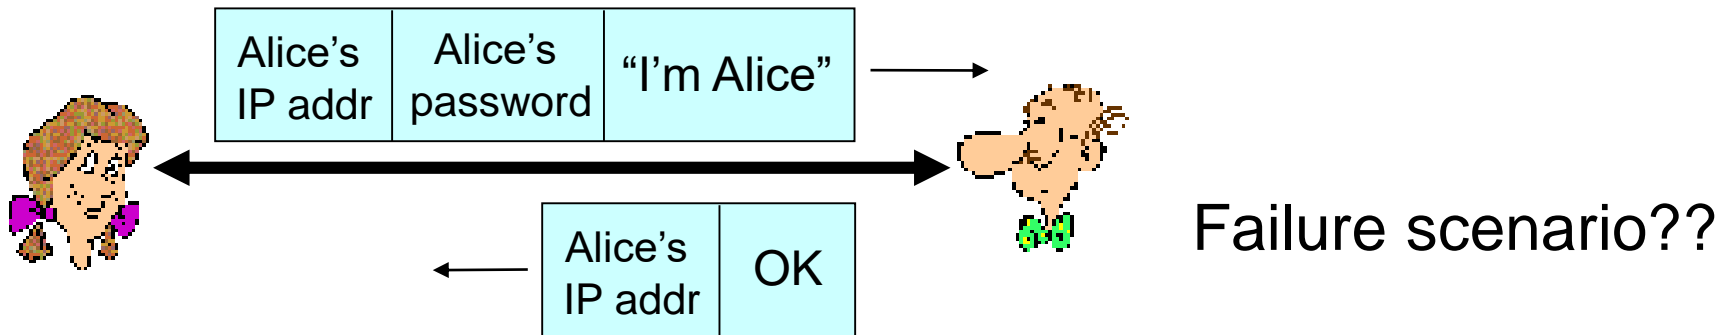 Alice’s
IP addr
Alice’s
password
“I’m Alice”
Alice’s
IP addr
OK
Failure scenario??